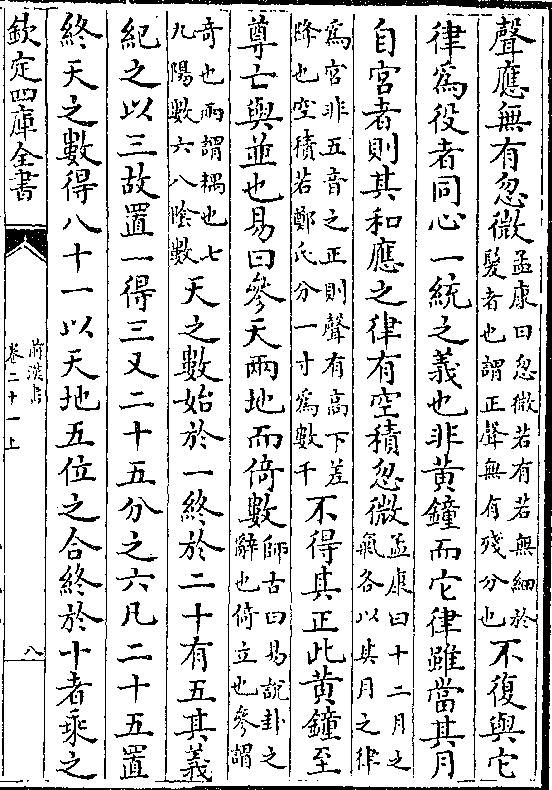 聲應無有忽微孟康曰忽微若有若無細於
髮者也謂正聲無有殘分也不復與它
律爲役者同心一統之義也非黃鐘而它律雖當其月
自宮者則其和應之律有空積忽微孟康曰十二月之
氣各以其月之律
爲宮非五音之正則聲有高下差
降也空積若鄭氏分一寸爲數千不得其正此黃鐘至
尊亡與並也易曰參天兩地而倚數師古曰易說卦之
辭也倚立也參謂
奇也兩謂耦也七
九陽數六八陰數天之數始於一終於二十有五其義
紀之以三故置一得三又二十五分之六凡二十五置
終天之數得八十一以天地五位之合終於十者乘之
欽定四庫全書
前漢書
卷二十一上
八